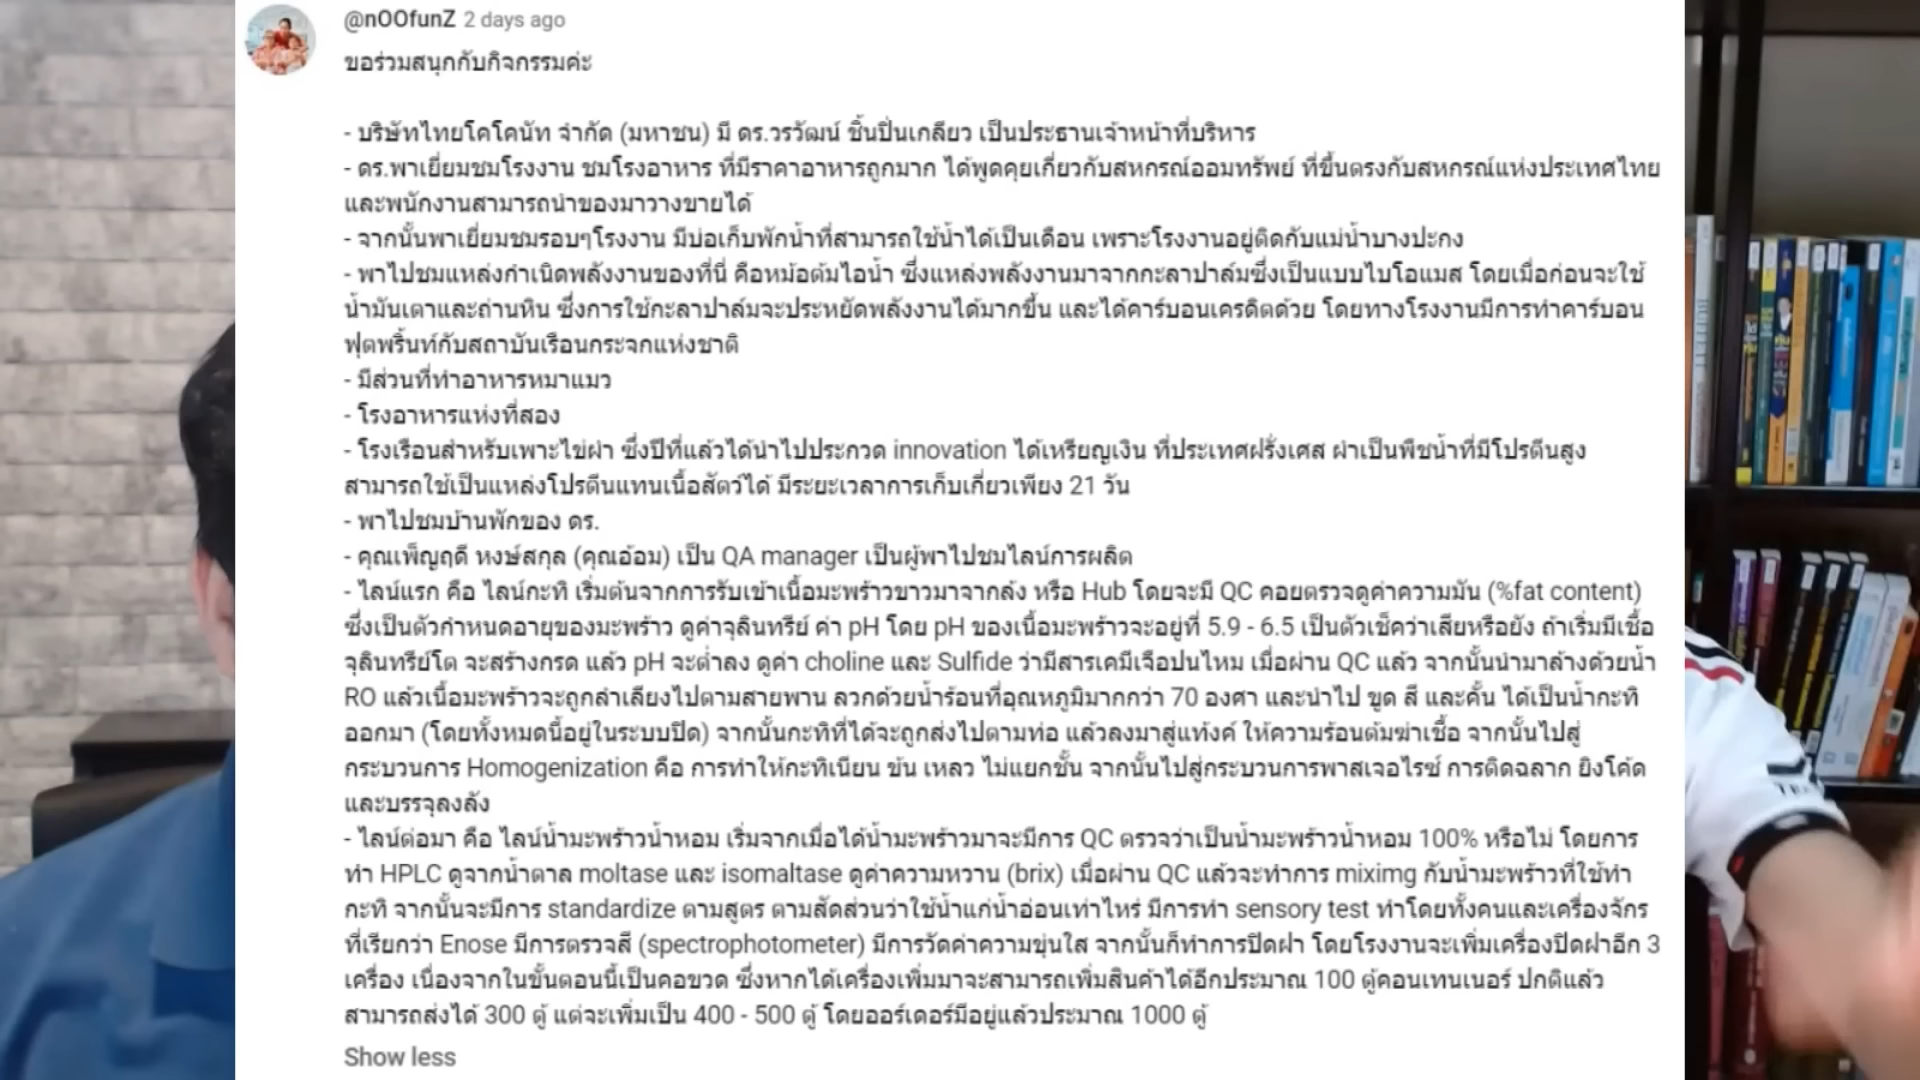 @nOOfunZ 2 days ago
ขอร่วมสนุกกับกิจกรรมค่ะ
- บริษัทไทยโคโคนัท จำกัด (มหาชน) มี ดร.วรวัฒน์ ชิ้นปิ่นเกลียว เป็นประธานเจ้าหน้าที่บริหาร
- ดร.พาเยี่ยมชมโรงงาน ชมโรงอาหาร ที่มีราคาอาหารถูกมาก ได้พูดคุยเกี่ยวกับสหกรณ์ออมทรัพย์ ที่ขึ้นตรงกับสหกรณ์แห่งประเทศไทย
และพนักงานสามารถนำของมาวางขายได้
- จากนั้นพาเยี่ยมชมรอบๆโรงงาน มีบ่อเก็บพักน้ำที่สามารถใช้น้ำได้เป็นเดือน เพราะโรงงานอยู่ติดกับแม่น้ำบางปะกง
- พาไปชมแหล่งกำเนิดพลังงานของที่นี่ คือหม้อต้มไอน้ำ ซึ่งแหล่งพลังงานมาจากกะลาปาล์มซึ่งเป็นแบบไบโอแมส โดยเมื่อก่อนจะใช้
น้ำมันเตาและถ่านหิน ซึ่งการใช้กะลาปาล์มจะประหยัดพลังงานได้มากขึ้น และได้คาร์บอนเครดิตด้วย โดยทางโรงงานมีการทำคาร์บอน
ฟุตพริ้นท์กับสถาบันเรือนกระจกแห่งชาติ
- มีส่วนที่ทำอาหารหมาแมว
- โรงอาหารแห่งที่สอง
- โรงเรือนสำหรับเพาะไข่ผำ ซึ่งปีที่แล้วได้นำไปประกวด innovation ได้เหรียญเงิน ที่ประเทศฝรั่งเศส ผำเป็นพืชน้ำที่มีโปรตีนสูง
สามารถใช้เป็นแหล่งโปรตีนแทนเนื้อสัตว์ได้ มีระยะเวลาการเก็บเกี่ยวเพียง 21 วัน
- พาไปชมบ้านพักของ ดร.
- คุณเพ็ญฤดี หงษ์สกุล (คุณอ้อม) เป็น QA manager เป็นผู้พาไปชมไลน์การผลิต
- ไลน์แรก คือ ไลน์กะทิ เริ่มต้นจากการรับเข้าเนื้อมะพร้าวขาวมาจากล้ง หรือ Hub โดยจะมี QC คอยตรวจดูค่าความมัน (%fat content)
ซึ่งเป็นตัวกำหนดอายุของมะพร้าว ดูค่าจุลินทรีย์ ค่า pH โดย pH ของเนื้อมะพร้าวจะอยู่ที่ 5.9 - 6.5 เป็นตัวเช็คว่าเสียหรือยัง ถ้าเริ่มมีเชื้อ
จุลินทรีย์โต จะสร้างกรด แล้ว pH จะต่ำลง ดูค่า choline และ Sulfide ว่ามีสารเคมีเจือปนไหม เมื่อผ่าน QC แล้ว จากนั้นนำมาล้างด้วยน้ำ
RO แล้วเนื้อมะพร้าวจะถูกลำเลียงไปตามสายพาน ลวกด้วยน้ำร้อนที่อุณหภูมิมากกว่า 70 องศา และนำไป ขูด สี และคั้น ได้เป็นน้ำกะทิ
ออกมา (โดยทั้งหมดนี้อยู่ในระบบปิด) จากนั้นกะทิที่ได้จะถูกส่งไปตามท่อ แล้วลงมาสู่แท้งค์ ให้ความร้อนต้มฆ่าเชื้อ จากนั้นไปสู่
กระบวนการ Homogenization คือ การทำให้กะทิเนียน ข้น เหลว ไม่แยกชั้น จากนั้นไปสู่กระบวนการพาสเจอไรซ์ การติดฉลาก ยิงโค้ด
และบรรจุลงลัง
- ไลน์ต่อมา คือ ไลน์น้ำมะพร้าวน้ำหอม เริ่มจากเมื่อได้น้ำมะพร้าวมาจะมีการ QC ตรวจว่าเป็นน้ำมะพร้าวน้ำหอม 100% หรือไม่ โดยการ
ทำ HPLC ดูจากน้ำตาล moltase และ isomaltase ดูค่าความหวาน (brix) เมื่อผ่าน QC แล้วจะทำการ miximg กับน้ำมะพร้าวที่ใช้ทำ
กะทิ จากนั้นจะมีการ standardize ตามสูตร ตามสัดส่วนว่าใช้น้ำแก่น้ำอ่อนเท่าไหร่ มีการทำ sensory test ทำโดยทั้งคนและเครื่องจักร
ที่เรียกว่า Enose มีการตรวจสี (spectrophotometer) มีการวัดค่าความขุ่นใส จากนั้นก็ทำการปิดฝา โดยโรงงานจะเพิ่มเครื่องปิดฝาอีก 3
เครื่อง เนื่องจากในขั้นตอนนี้เป็นคอขวด ซึ่งหากได้เครื่องเพิ่มมาจะสามารถเพิ่มสินค้าได้อีกประมาณ 100 ตู้คอนเทนเนอร์ ปกติแล้ว
สามารถส่งได้ 300 ตู้ แต่จะเพิ่มเป็น 400 - 500 ตู้ โดยออร์เดอร์มีอยู่แล้วประมาณ 1000 ตู้
Show less